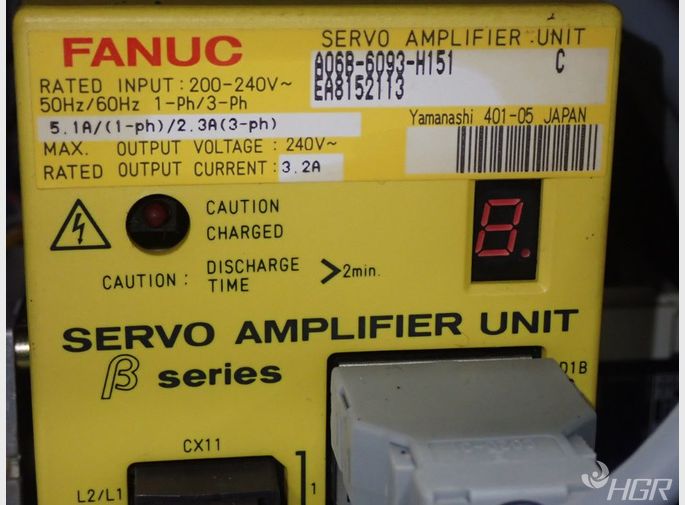 FANUC
SERVO AMPLIFIER UNIT
A06B-6093-H151 C
EA8152113
RATED INPUT: 200-240V~
50Hz/60Hz 1-Ph/3-Ph
5.1A/(1-ph)/2.3A(3-ph)
Yamanashi 401-05 JAPAN
MAX. OUTPUT VOLTAGE: 240V~
RATED OUTPUT CURRENT: 3.2A
CAUTION
CHARGED
8.
CAUTION: DISCHARGE TIME >2min.
SERVO AMPLIFIER UNIT
β series
D1B
CX11
L2/L1
1
HGR